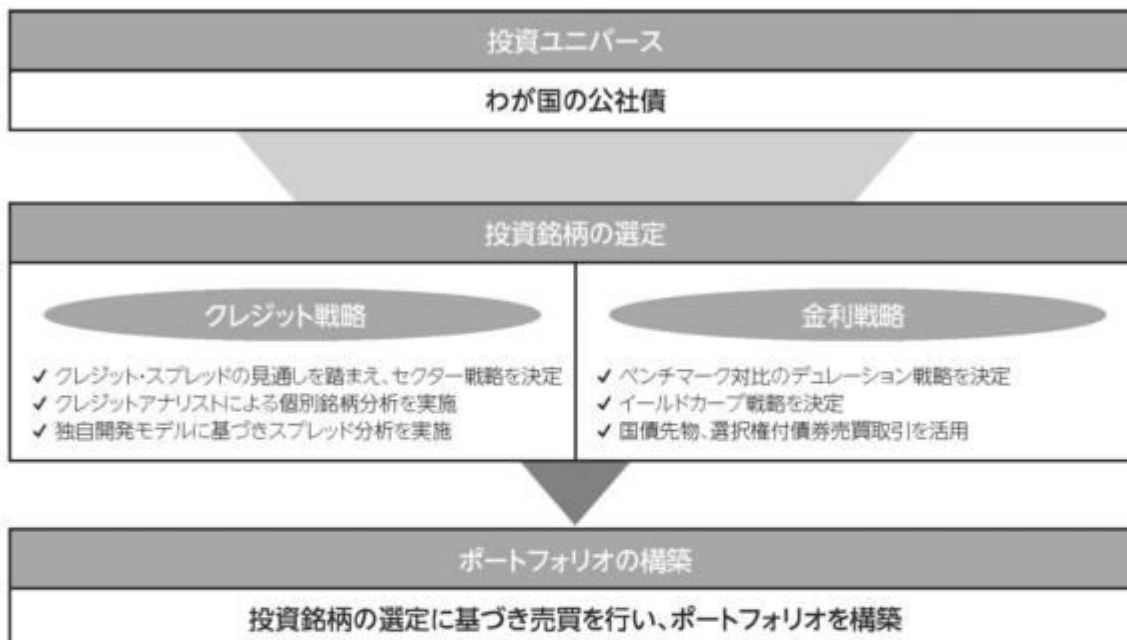 投資ユニバース
わが国の公社債
投資銘柄の選定
クレジット戦略
✓ クレジット・スプレッドの見通しを踏まえ、セクター戦略を決定
✓ クレジットアナリストによる個別銘柄分析を実施
✓ 独自開発モデルに基づきスプレッド分析を実施
金利戦略
✓ ベンチマーク対比のデュレーション戦略を決定
✓ イールドカーブ戦略を決定
✓ 国債先物、選択権付債券売買取引を活用
ポートフォリオの構築
投資銘柄の選定に基づき売買を行い、ポートフォリオを構築